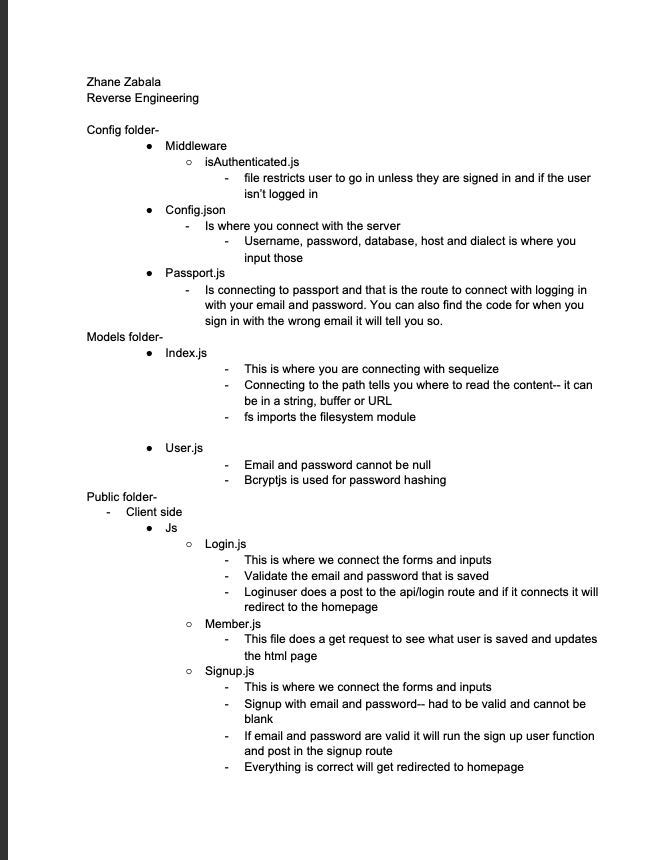 Zhane Zabala
Reverse Engineering
Config folder-
● Middleware
○ isAuthenticated.js
- file restricts user to go in unless they are signed in and if the user
isn't logged in
● Config.json
- Is where you connect with the server
- Username, password, database, host and dialect is where you
input those
● Passport.js
- Is connecting to passport and that is the route to connect with logging in
with your email and password. You can also find the code for when you
sign in with the wrong email it will tell you so.
Models folder-
● Index.js
- This is where you are connecting with sequelize
- Connecting to the path tells you where to read the content-- it can
be in a string, buffer or URL
- fs imports the filesystem module
● User.js
- Email and password cannot be null
- Bcryptjs is used for password hashing
Public folder-
- Client side
● Js
○ Login.js
- This is where we connect the forms and inputs
- Validate the email and password that is saved
- Loginuser does a post to the api/login route and if it connects it will
redirect to the homepage
○ Member.js
- This file does a get request to see what user is saved and updates
the html page
○ Signup.js
- This is where we connect the forms and inputs
- Signup with email and password-- had to be valid and cannot be
blank
- If email and password are valid it will run the sign up user function
and post in the signup route
- Everything is correct will get redirected to homepage